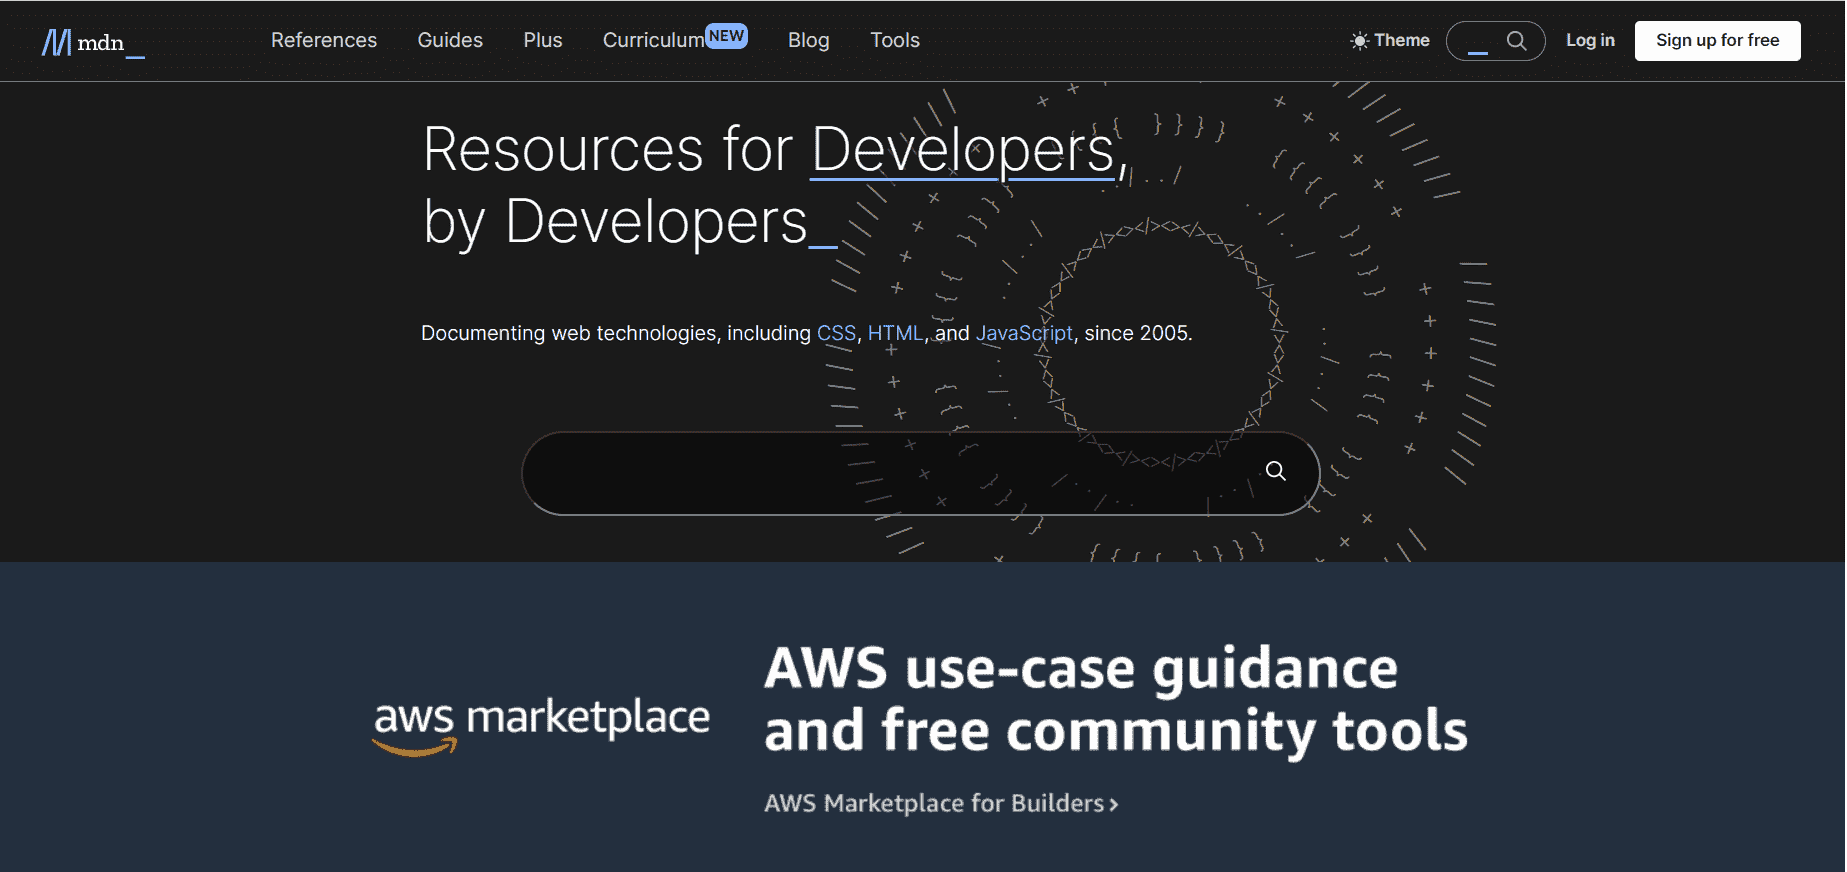 mdn_
References
Guides
Plus
Curriculum NEW
Blog
Tools
Theme
Log in
Sign up for free
Resources for Developers,
by Developers_
Documenting web technologies, including CSS, HTML, and JavaScript, since 2005.
aws marketplace
AWS use-case guidance
and free community tools
AWS Marketplace for Builders ›